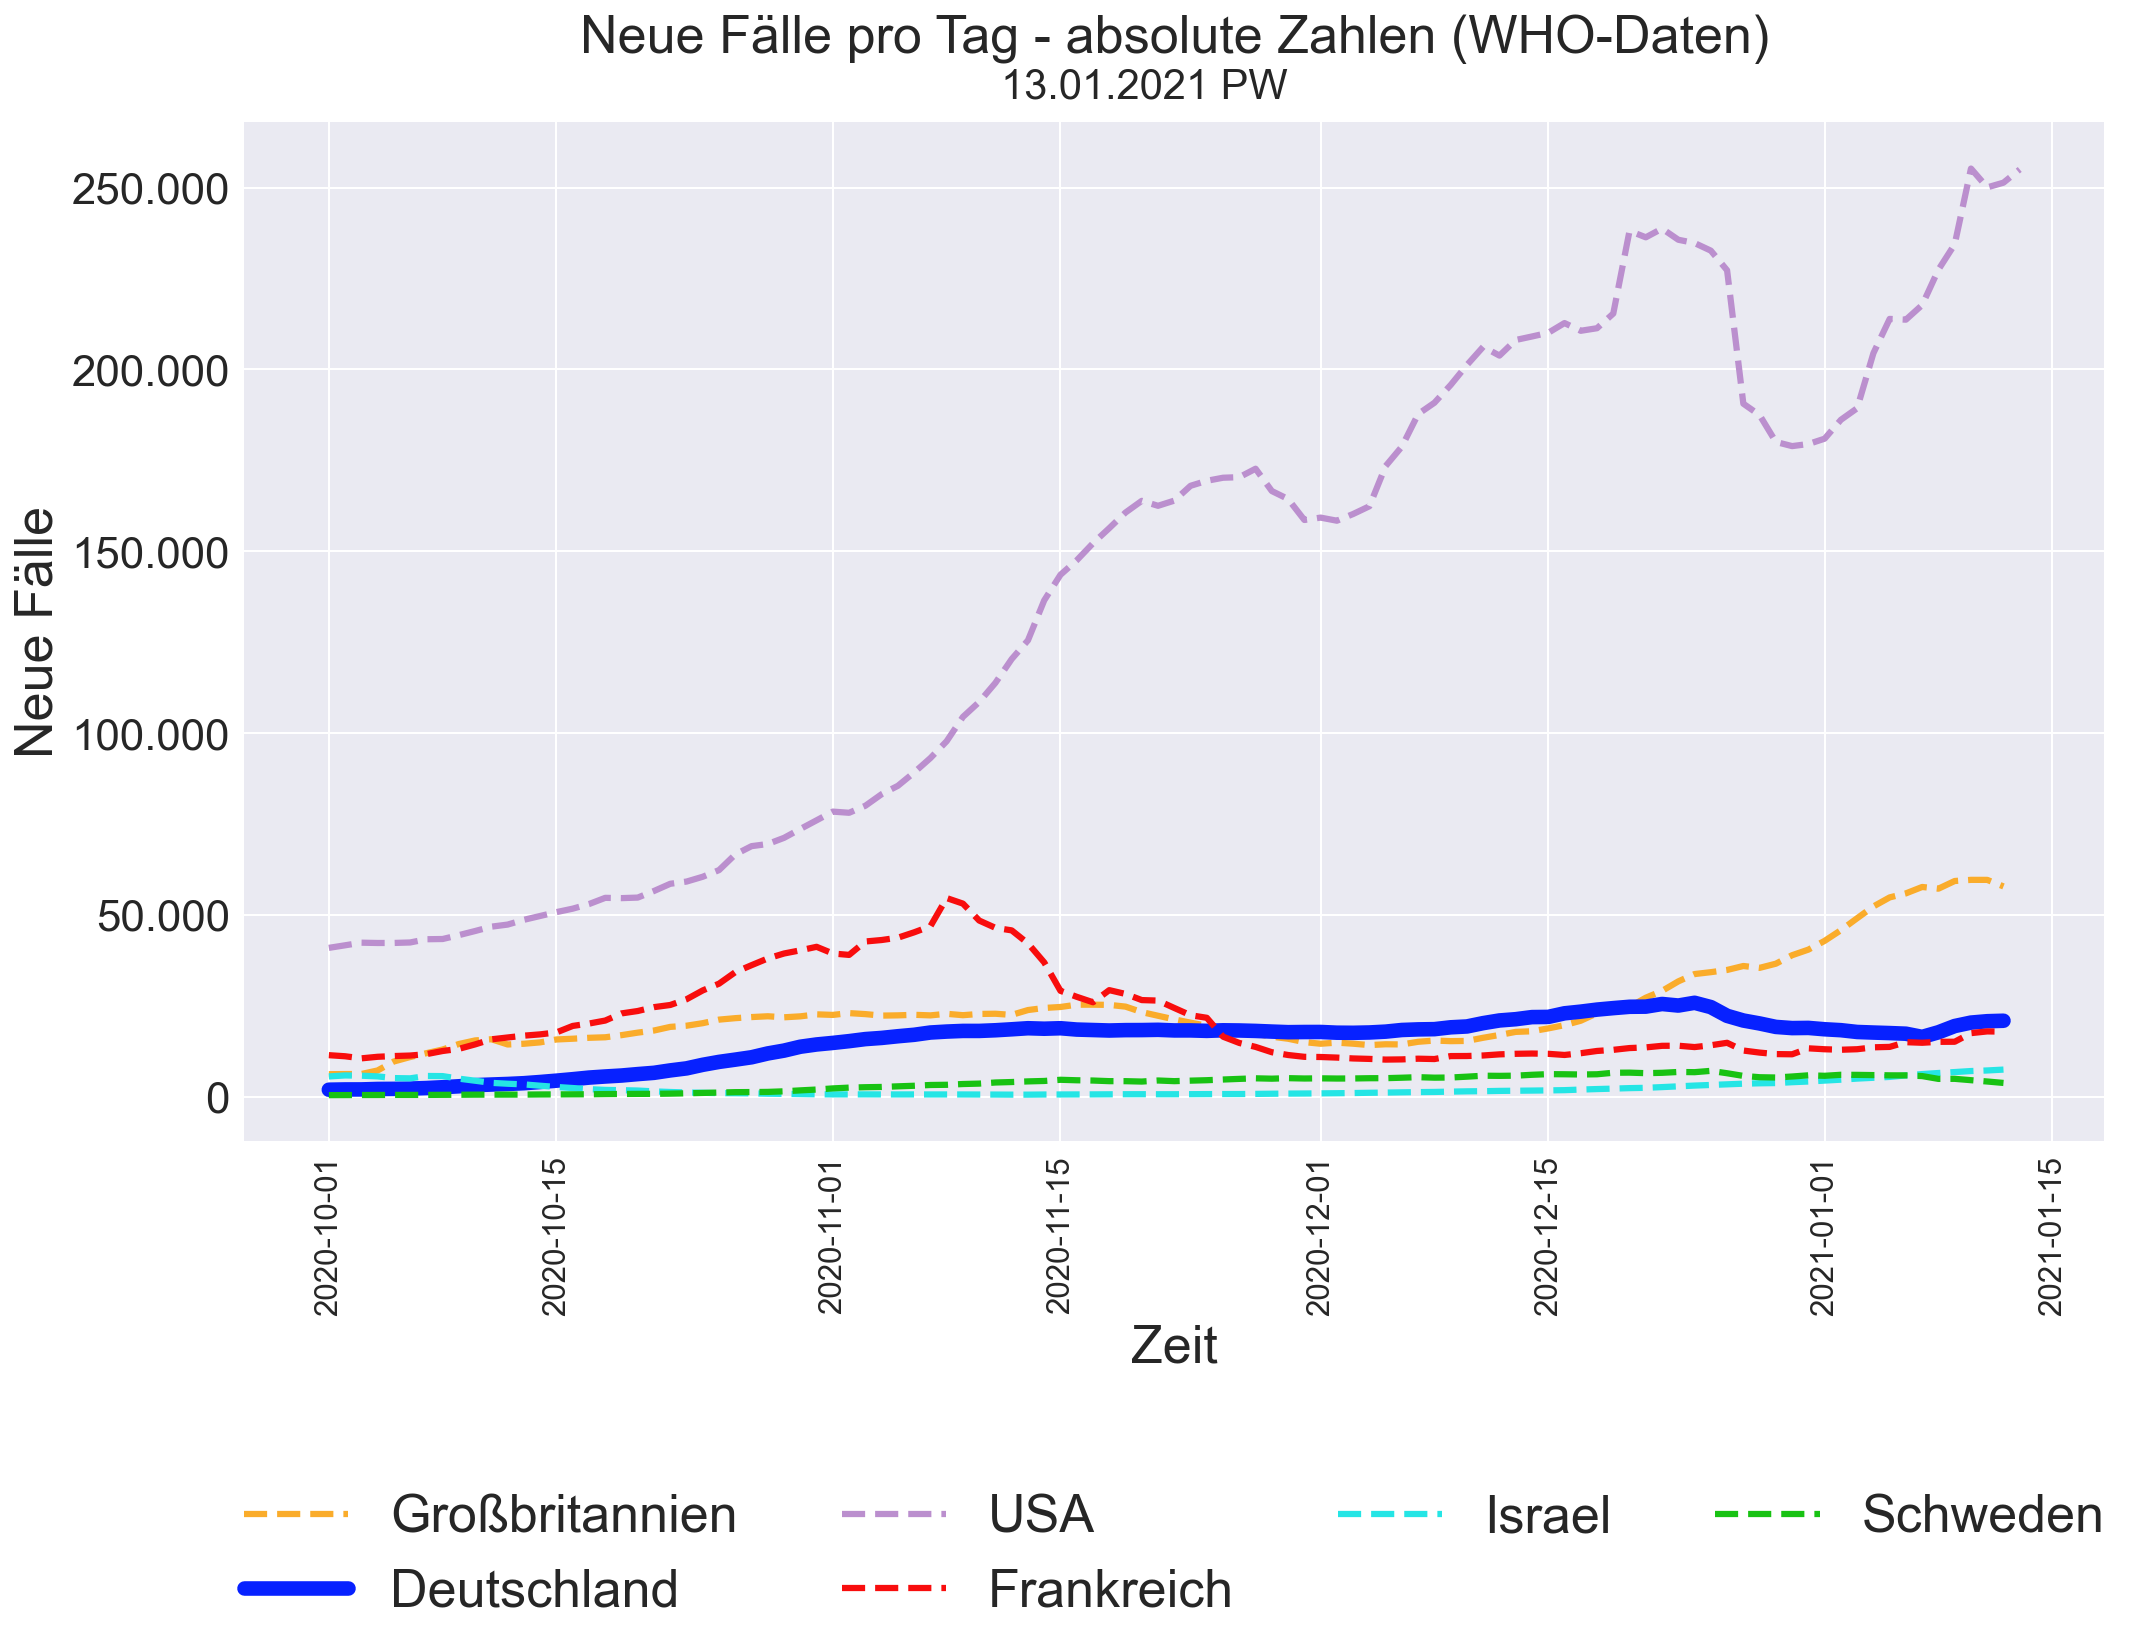 Neue Fälle pro Tag - absolute Zahlen (WHO-Daten)
13.01.2021 PW
Neue Fälle
250.000
200.000
150.000
100.000
50.000
0
2020-10-01
2020-10-15
2020-11-01
2020-11-15
2020-12-01
2020-12-15
2021-01-01
2021-01-15
Zeit
Großbritannien
USA
Israel
Schweden
Deutschland
Frankreich